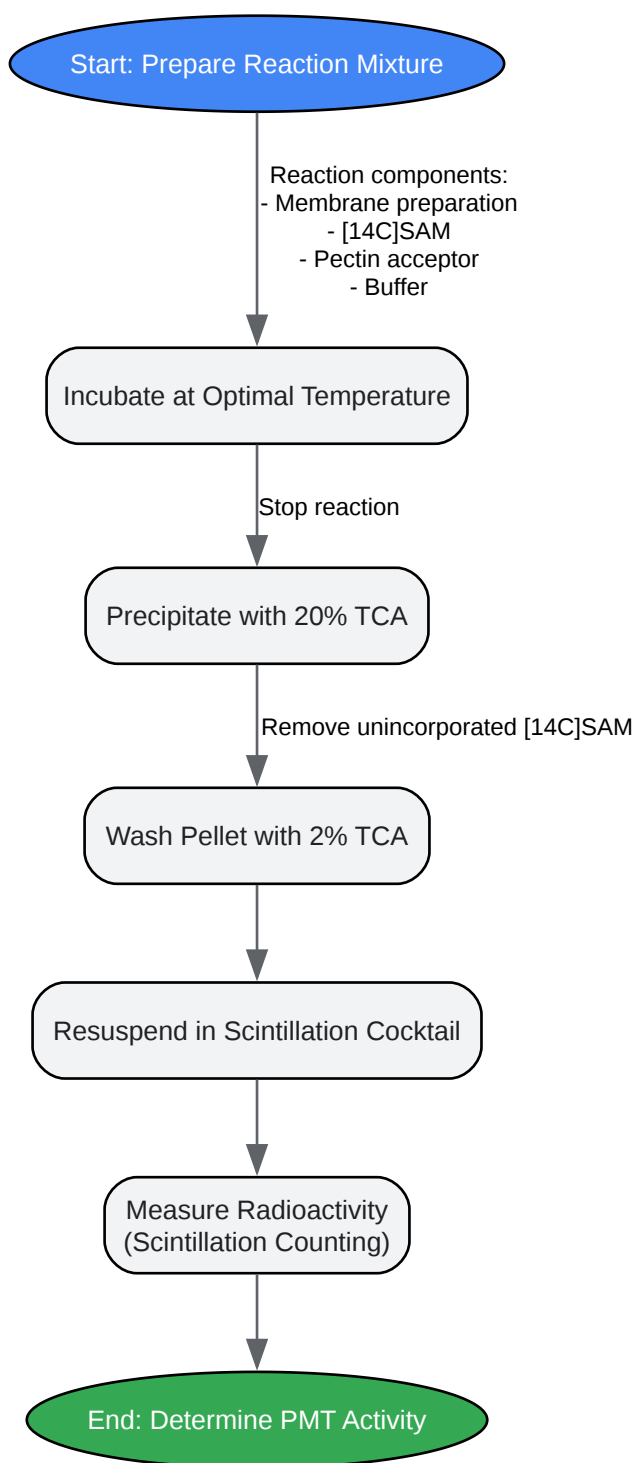 Start: Prepare Reaction Mixture
Reaction components:
- Membrane preparation
- [14C]SAM
- Pectin acceptor
- Buffer
Incubate at Optimal Temperature
Stop reaction
Precipitate with 20% TCA
Remove unincorporated [14C]SAM
Wash Pellet with 2% TCA
Resuspend in Scintillation Cocktail
Measure Radioactivity
(Scintillation Counting)
End: Determine PMT Activity